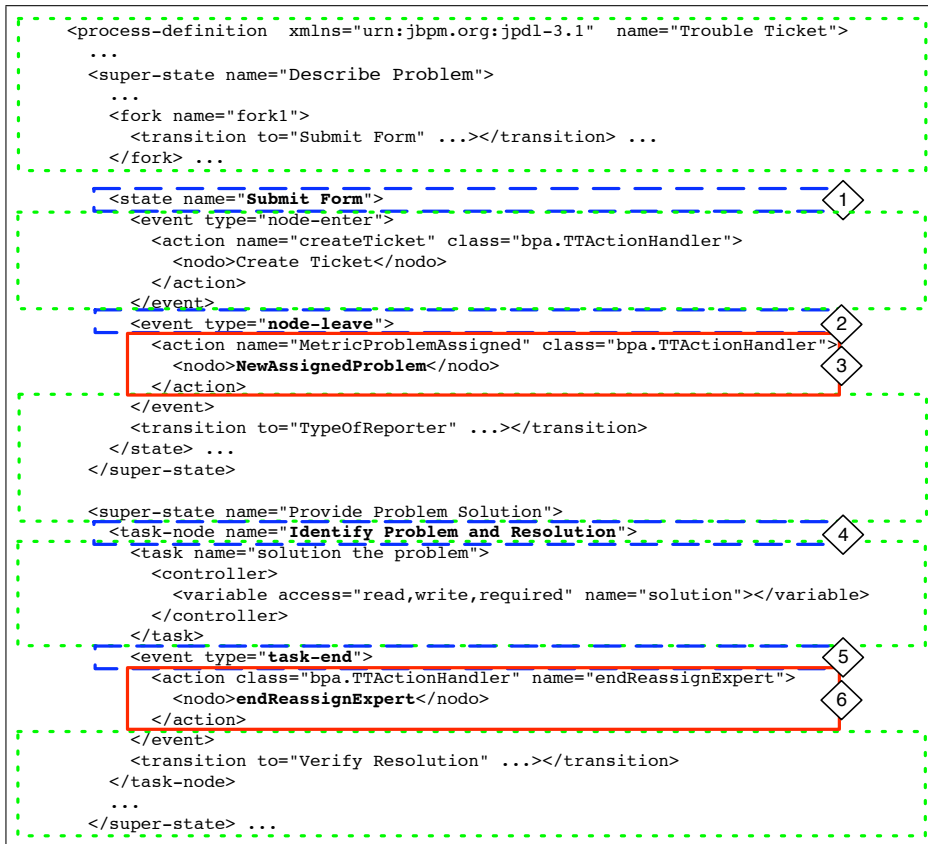 <process-definition  xmlns="urn:jbpm.org:jpdl-3.1"  name="Trouble Ticket">
...
<super-state name="Describe Problem">
...
<fork name="fork1">
<transition to="Submit Form" ...></transition> ...
</fork> ...
<state name="Submit Form"> 1
<event type="node-enter">
<action name="createTicket" class="bpa.TTActionHandler">
<nodo>Create Ticket</nodo>
</action>
</event>
<event type="node-leave"> 2
<action name="MetricProblemAssigned" class="bpa.TTActionHandler">
<nodo>NewAssignedProblem</nodo> 3
</action>
</event>
<transition to="TypeOfReporter" ...></transition>
</state> ...
</super-state>
<super-state name="Provide Problem Solution">
<task-node name="Identify Problem and Resolution"> 4
<task name="solution the problem">
<controller>
<variable access="read,write,required" name="solution"></variable>
</controller>
</task>
<event type="task-end"> 5
<action class="bpa.TTActionHandler" name="endReassignExpert">
<nodo>endReassignExpert</nodo> 6
</action>
</event>
<transition to="Verify Resolution" ...></transition>
</task-node>
...
</super-state> ...